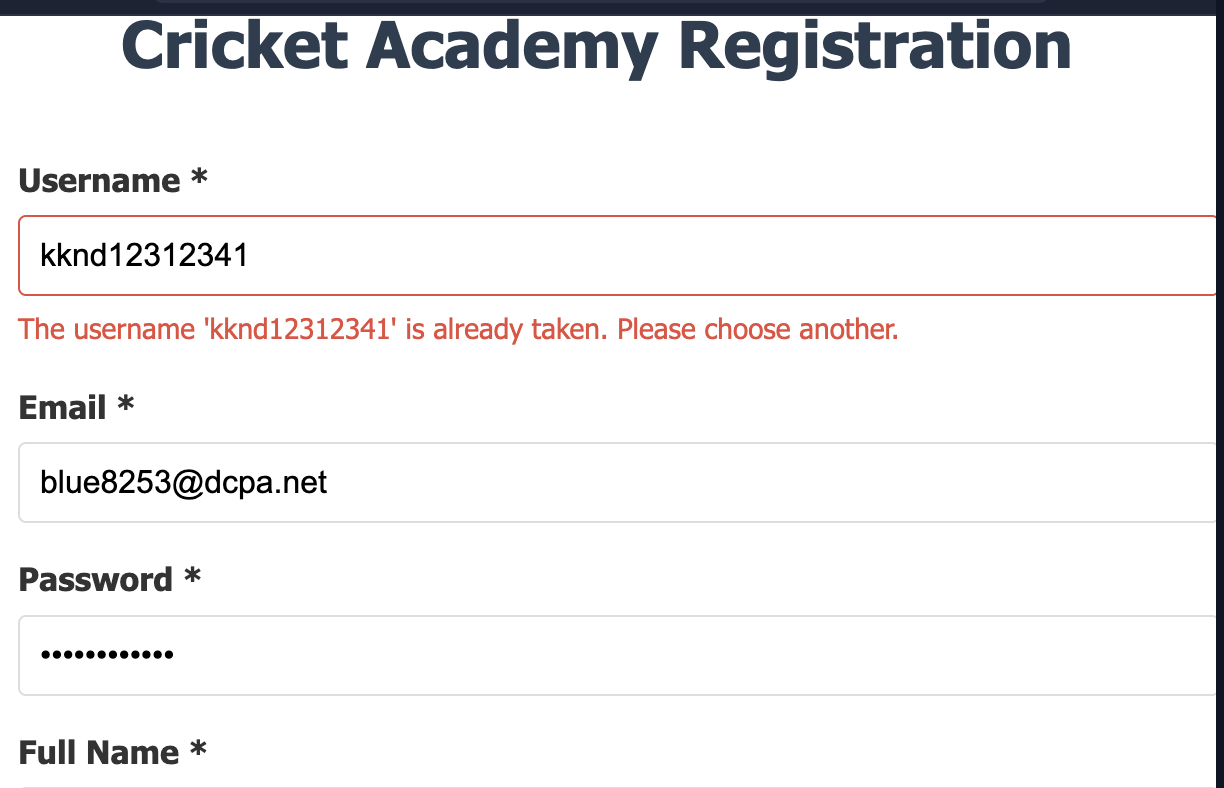 Cricket Academy Registration
Username *
kknd12312341
The username 'kknd12312341' is already taken. Please choose another.
Email *
blue8253@dcpa.net
Password *
••••••••••••
Full Name *